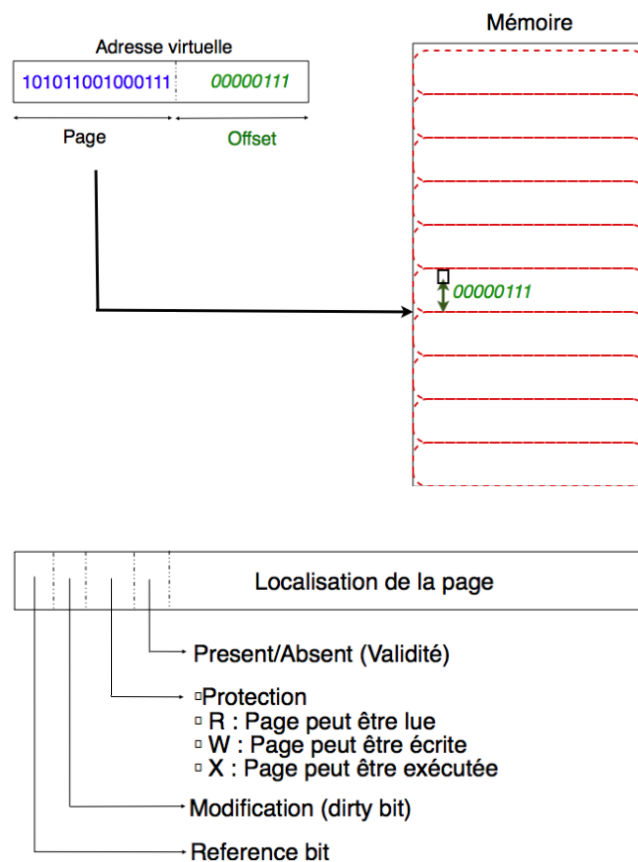 Mémoire
Adresse virtuelle
101011001000111 00000111
Page Offset
00000111
Localisation de la page
Present/Absent (Validité)
Protection
R : Page peut être lue
W : Page peut être écrite
X : Page peut être exécutée
Modification (dirty bit)
Reference bit